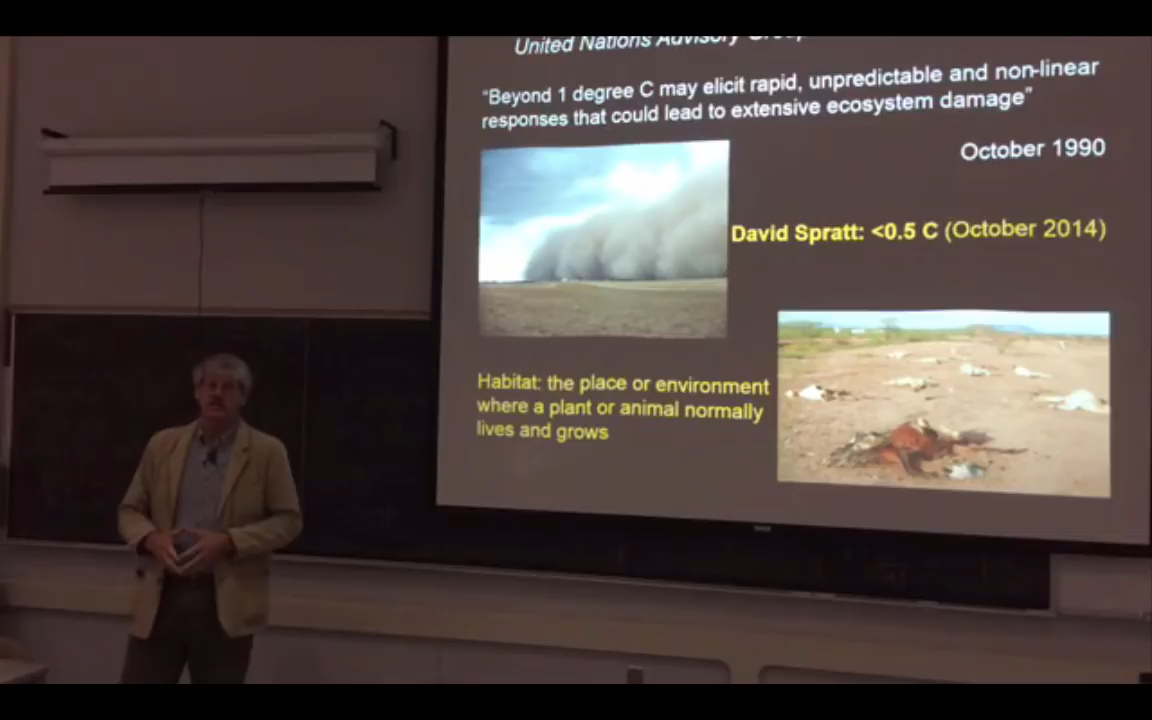 United Nations Advisory Group
“Beyond 1 degree C may elicit rapid, unpredictable and non-linear
responses that could lead to extensive ecosystem damage”
October 1990
David Spratt: <0.5 C (October 2014)
Habitat: the place or environment
where a plant or animal normally
lives and grows